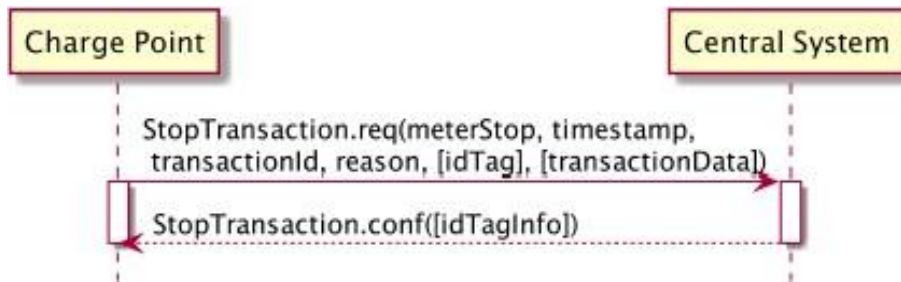 Charge Point
Central System
StopTransaction.req(meterStop, timestamp,
transactionId, reason, [idTag], [transactionData])
StopTransaction.conf([idTagInfo])